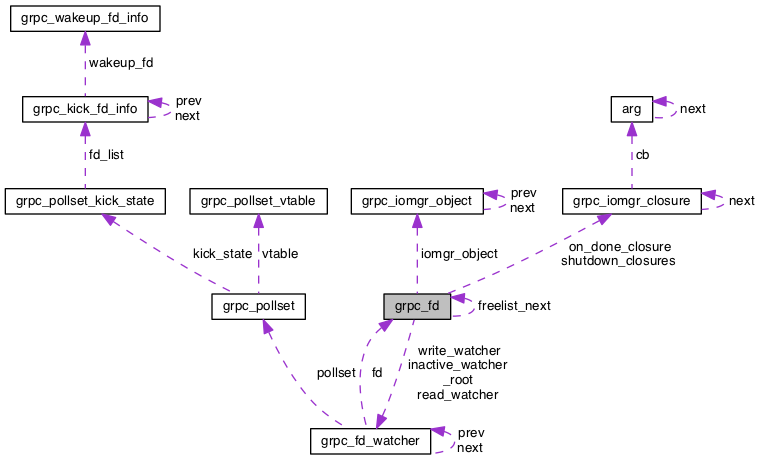 grpc_wakeup_fd_info
wakeup_fd
grpc_kick_fd_info
prev
next
arg
next
fd_list
cb
grpc_pollset_kick_state
grpc_pollset_vtable
grpc_iomgr_object
prev
next
grpc_iomgr_closure
next
kick_state
vtable
iomgr_object
on_done_closure
shutdown_closures
grpc_pollset
grpc_fd
freelist_next
pollset
fd
write_watcher
inactive_watcher
_root
read_watcher
grpc_fd_watcher
prev
next